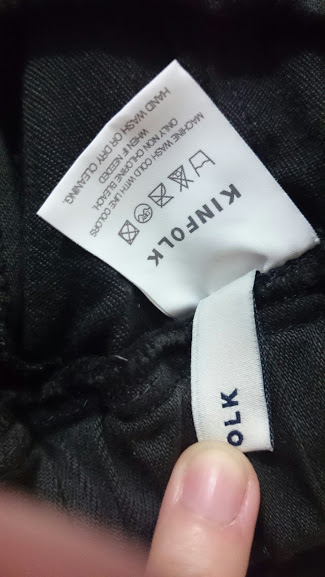 KINFOLK
MACHINE WASH COLD WITH LIKE COLORS
ONLY NON CHLORINE BLEACH,
WHEN IF NEEDED
HAND WASH OR DRY CLEANING
OLK